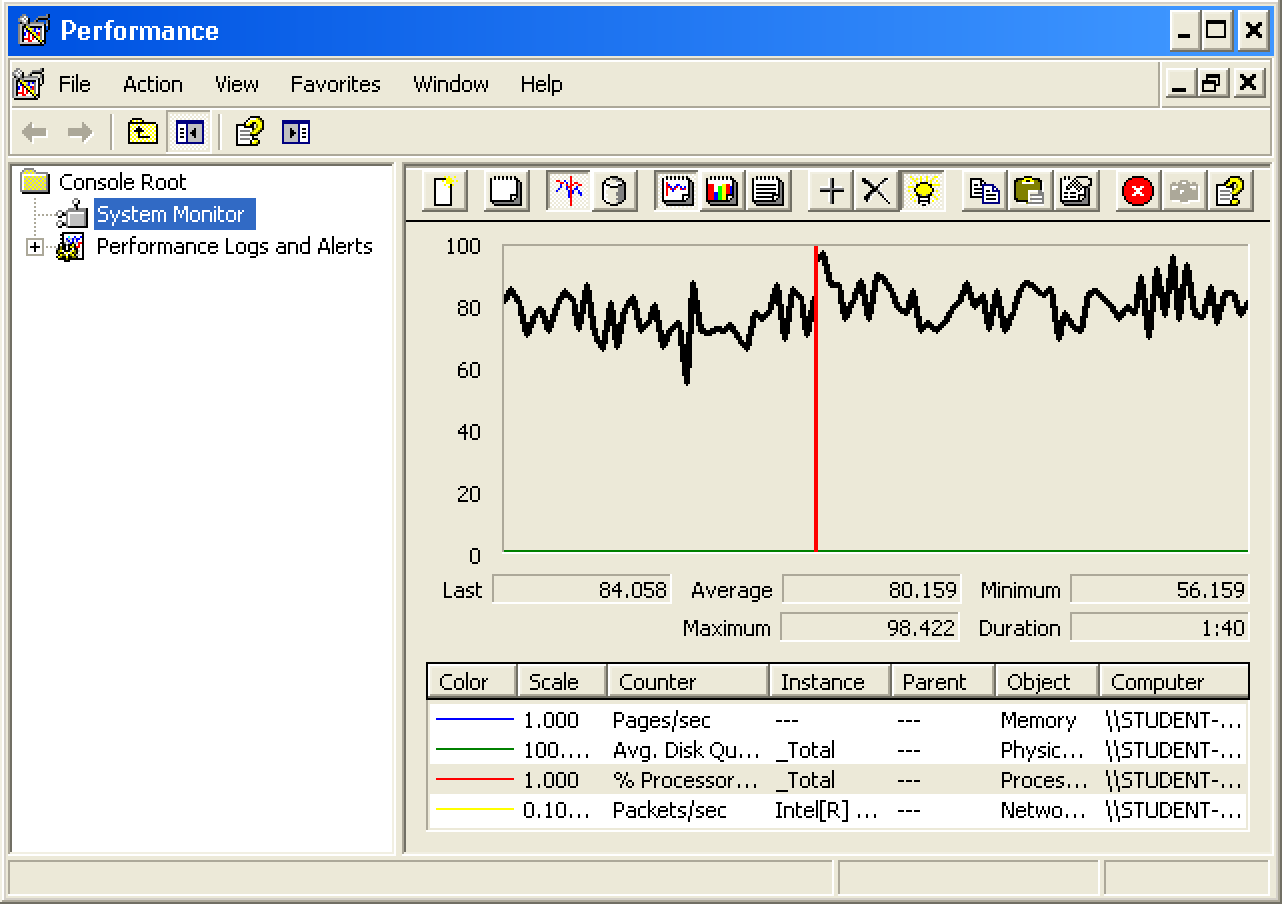 Performance
File Action View Favorites Window Help
Console Root
System Monitor
Performance Logs and Alerts
100
80
60
40
20
0
Last 84.058 Average 80.159 Minimum 56.159
Maximum 98.422 Duration 1:40
Color Scale Counter Instance Parent Object Computer
1.000 Pages/sec --- --- Memory \\STUDENT-...
100.... Avg. Disk Qu... _Total --- Physic... \\STUDENT-...
1.000 % Processor... _Total --- Proces... \\STUDENT-...
0.10... Packets/sec Intel[R] ... --- Netwo... \\STUDENT-...